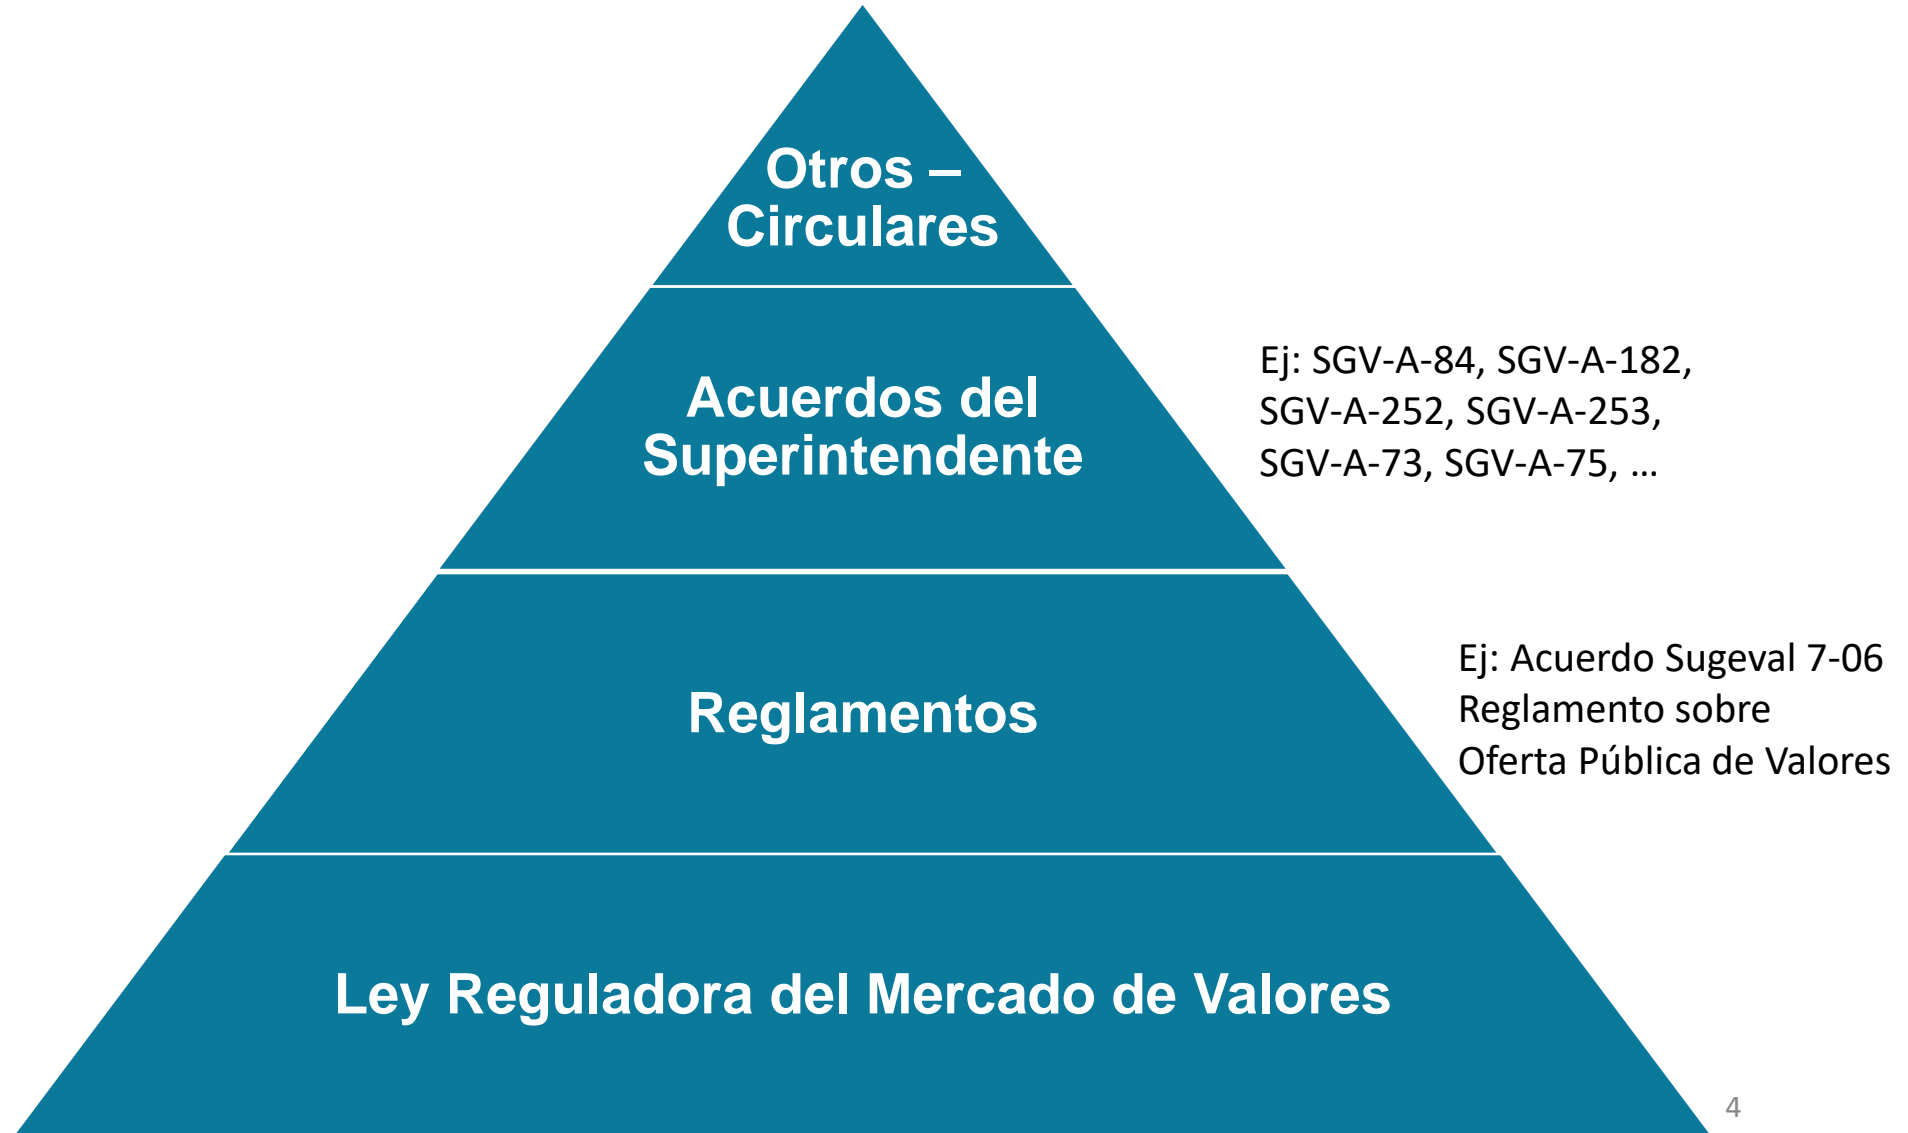 Otros –
Circulares
Acuerdos del
Superintendente
Ej: SGV-A-84, SGV-A-182,
SGV-A-252, SGV-A-253,
SGV-A-73, SGV-A-75, ...
Reglamentos
Ej: Acuerdo Sugeval 7-06
Reglamento sobre
Oferta Pública de Valores
Ley Reguladora del Mercado de Valores
4